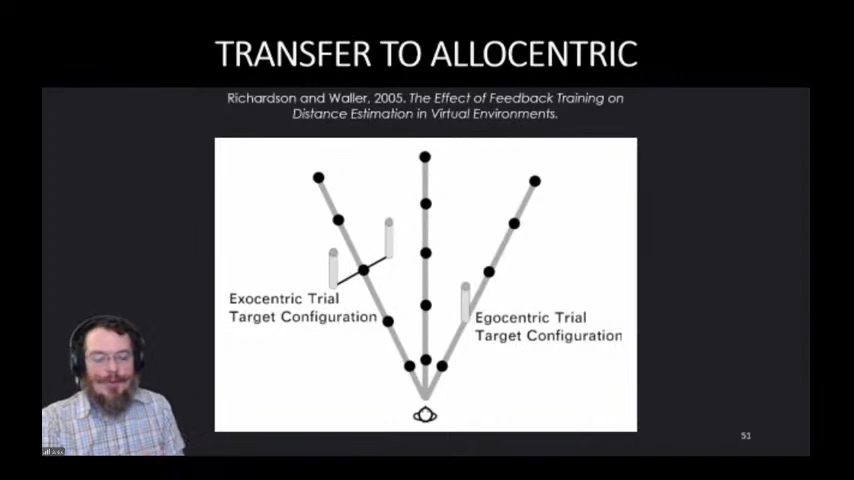 TRANSFER TO ALLOCENTRIC
Richardson and Waller, 2005. The Effect of Feedback Training on
Distance Estimation in Virtual Environments.
Exocentric Trial
Target Configuration
Egocentric Trial
Target Configuration
51